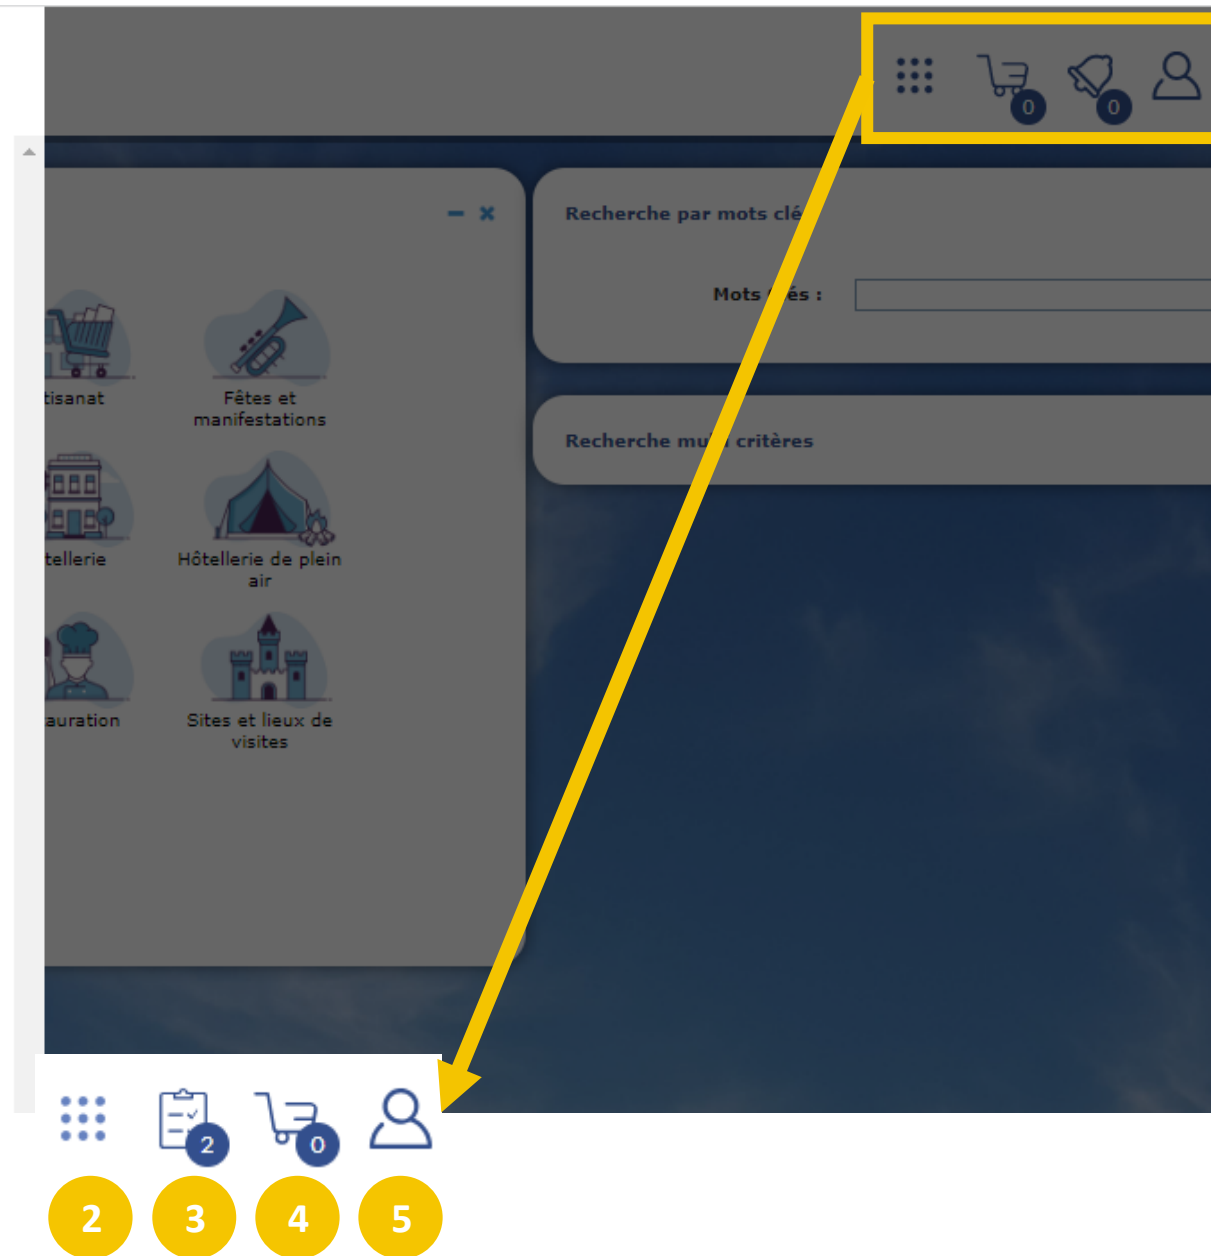 0
0
Recherche par mots clé
Mots
és :
tisanat
Fêtes et
manifestations
Recherche mu
critères
tellerie
Hôtellerie de plein
air
auration
Sites et lieux de
visites
2
0
2
3
4
5